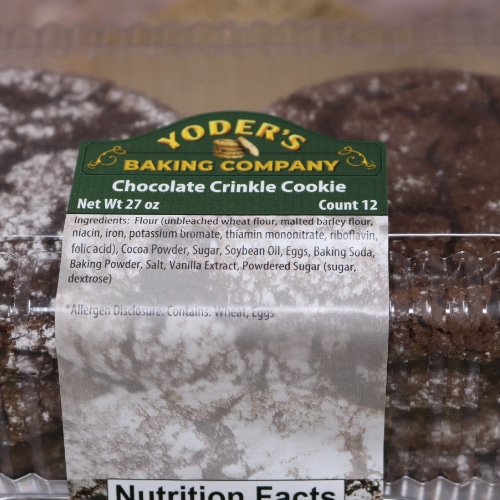 YODER'S
BAKING COMPANY
Chocolate Crinkle Cookie
Net Wt 27 oz Count 12
Ingredients: Flour (unbleached wheat flour, malted barley flour,
niacin, iron, potassium bromate, thiamin mononitrate, riboflavin,
folic acid), Cocoa Powder, Sugar, Soybean Oil, Eggs, Baking Soda,
Baking Powder, Salt, Vanilla Extract, Powdered Sugar (sugar,
dextrose)
*Allergen Disclosure: Contains: Wheat, Eggs
Nutrition Facts